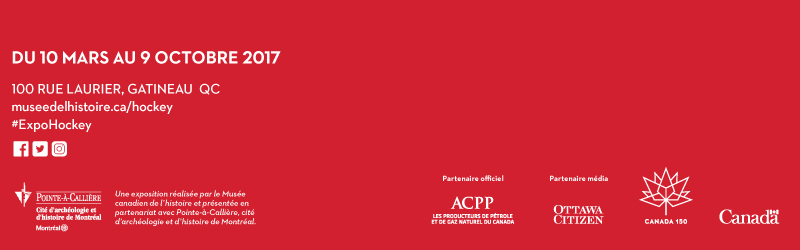 DU 10 MARS AU 9 OCTOBRE 2017
100 RUE LAURIER, GATINEAU QC
museedelhistoire.ca/hockey
#ExpoHockey
POINTE-À-CALLIÈRE
Cité d'archéologie et
d'histoire de Montréal
Montréal
Une exposition réalisée par le Musée
canadien de l'histoire et présentée en
partenariat avec Pointe-à-Callière, cité
d'archéologie et d'histoire de Montréal.
Partenaire officiel
ACPP
LES PRODUCTEURS DE PÉTROLE
ET DE GAZ NATUREL DU CANADA
Partenaire média
OTTAWA
CITIZEN
CANADA 150
Canada